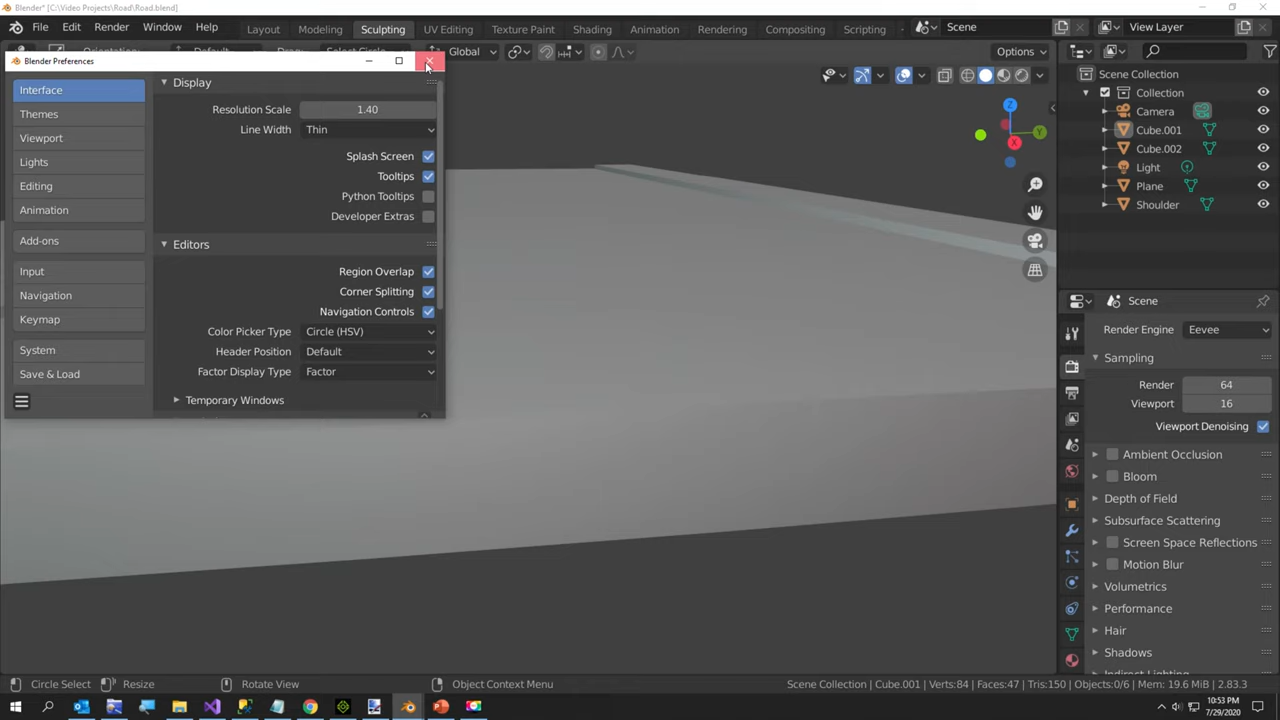 Blender* [C:\Video Projects\Road\Road.blend]
File Edit Render Window Help Layout Modeling Sculpting UV Editing Texture Paint Shading Animation Rendering Compositing Scripting Scene View Layer
Global Options
Blender Preferences
Interface
Themes
Viewport
Lights
Editing
Animation
Add-ons
Input
Navigation
Keymap
System
Save & Load
Display
Resolution Scale 1.40
Line Width Thin
Splash Screen
Tooltips
Python Tooltips
Developer Extras
Editors
Region Overlap
Corner Splitting
Navigation Controls
Color Picker Type Circle (HSV)
Header Position Default
Factor Display Type Factor
Temporary Windows
Z
Y
X
Scene Collection
Collection
Camera
Cube.001
Cube.002
Light
Plane
Shoulder
Scene
Render Engine Eevee
Sampling
Render 64
Viewport 16
Viewport Denoising
Ambient Occlusion
Bloom
Depth of Field
Subsurface Scattering
Screen Space Reflections
Motion Blur
Volumetrics
Performance
Hair
Shadows
Indirect Lighting
Circle Select Resize Rotate View Object Context Menu Scene Collection | Cube.001 | Verts:84 | Faces:47 | Tris:150 | Objects:0/6 | Mem: 19.6 MiB | 2.83.3
10:53 PM
7/29/2020